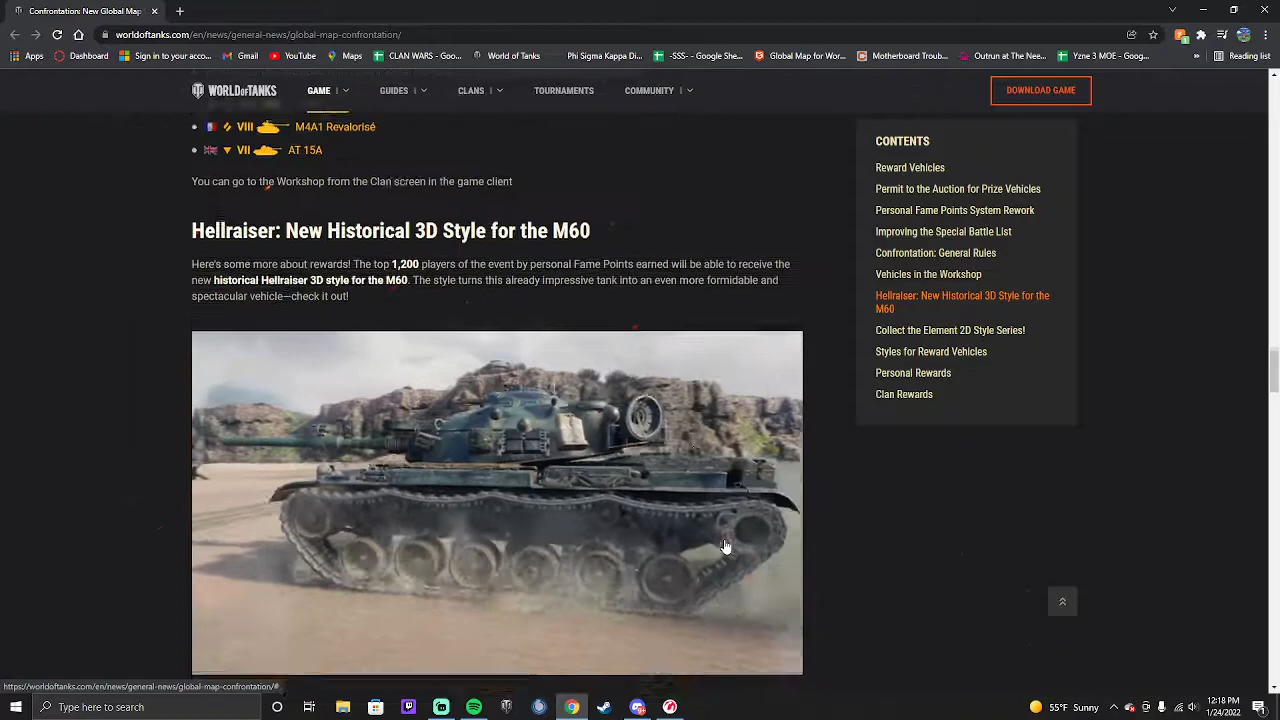 Confrontation New Global Map
worldoftanks.com/en/news/general-news/global-map-confrontation/
Apps
Dashboard
Sign in to your acco...
Gmail
YouTube
Maps
CLAN WARS - Goo...
World of Tanks
Phi Sigma Kappa Di...
-SSS- - Google She...
Global Map for Wor...
Motherboard Troub...
Outrun at The Nee...
Yzne 3 MOE - Goog...
»
Reading list
WORLD OF TANKS
GAME
GUIDES
CLANS
TOURNAMENTS
COMMUNITY
DOWNLOAD GAME
VIII M4A1 Revalorisé
VII AT 15A
You can go to the Workshop from the Clan screen in the game client
Hellraiser: New Historical 3D Style for the M60
Here's some more about rewards! The top 1,200 players of the event by personal Fame Points earned will be able to receive the
new historical Hellraiser 3D style for the M60. The style turns this already impressive tank into an even more formidable and
spectacular vehicle—check it out!
CONTENTS
Reward Vehicles
Permit to the Auction for Prize Vehicles
Personal Fame Points System Rework
Improving the Special Battle List
Confrontation: General Rules
Vehicles in the Workshop
Hellraiser: New Historical 3D Style for the
M60
Collect the Element 2D Style Series!
Styles for Reward Vehicles
Personal Rewards
Clan Rewards
https://worldoftanks.com/en/news/general-news/global-map-confrontation/#
Type here to search
55°F Sunny
12:18 PM
1/24/2022